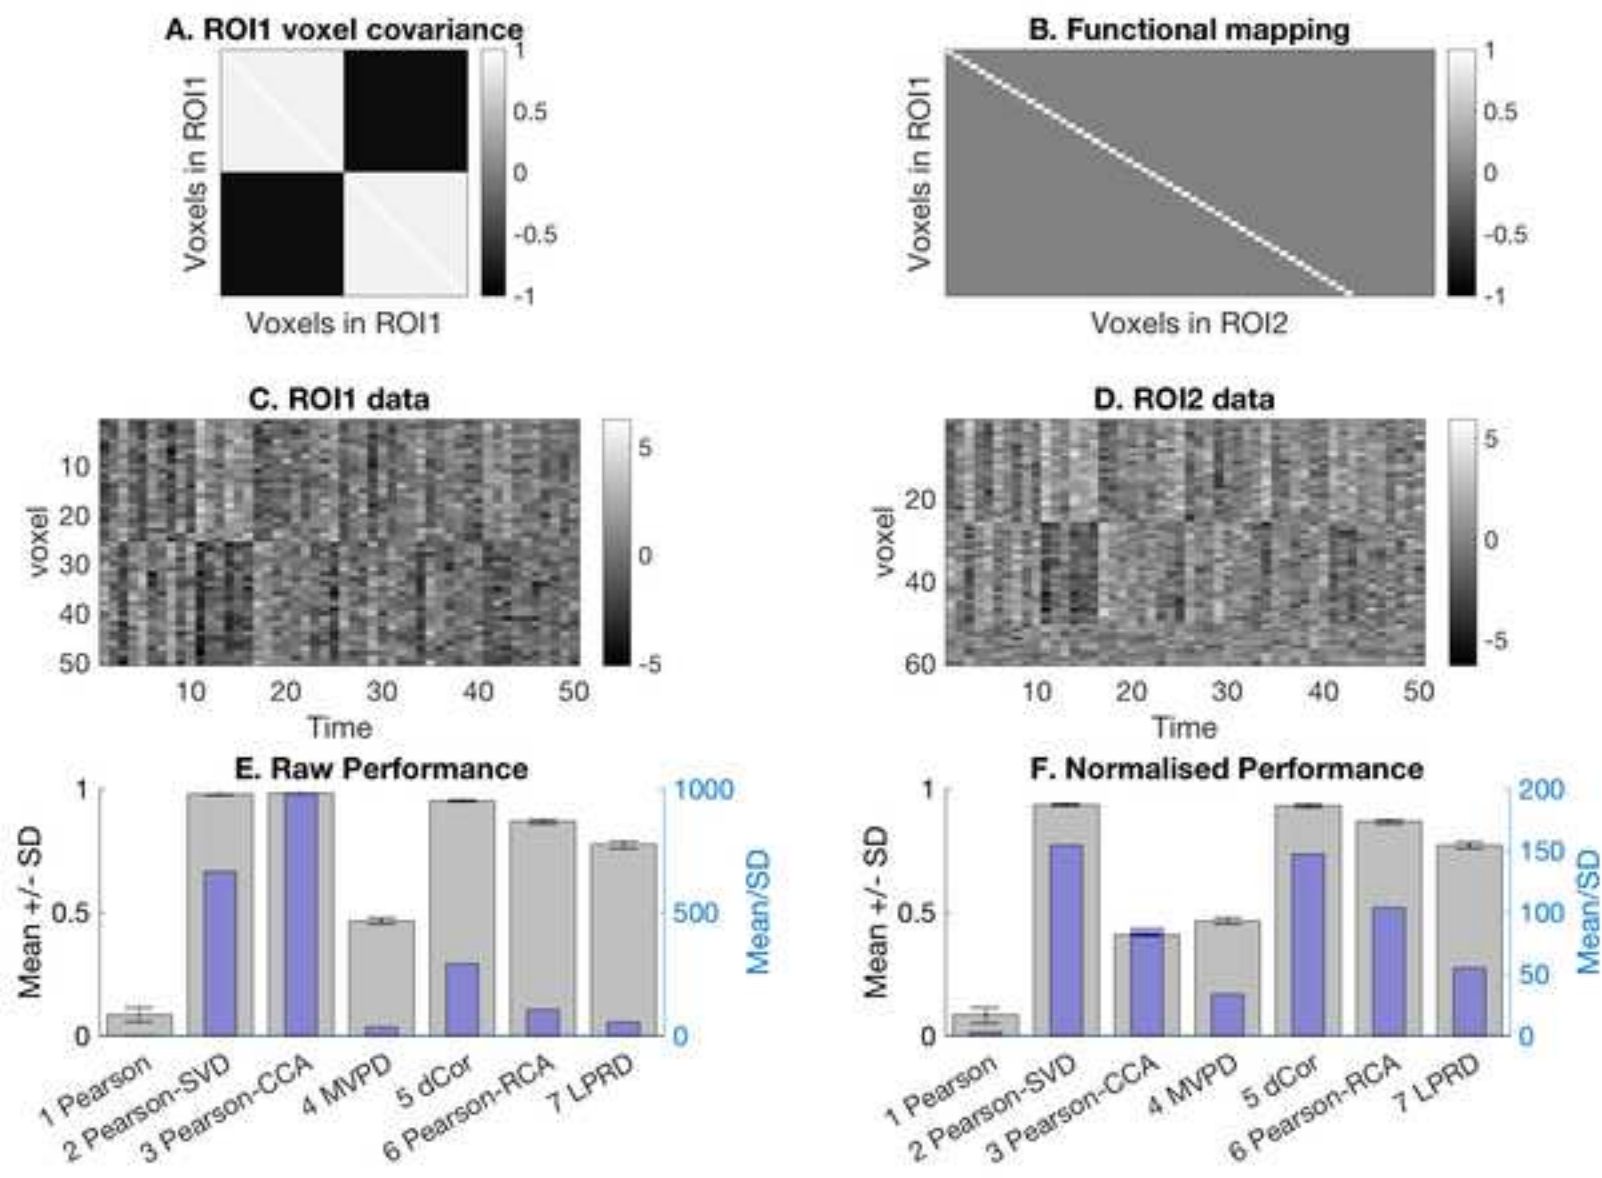 A. ROI1 voxel covariance
Voxels in ROI1
1
0.5
0
-0.5
-1
Voxels in ROI1
B. Functional mapping
Voxels in ROI1
1
0.5
0
-0.5
-1
Voxels in ROI2
C. ROI1 data
voxel
10
20
30
40
50
5
0
-5
10 20 30 40 50
Time
D. ROI2 data
voxel
20
40
60
5
0
-5
10 20 30 40 50
Time
E. Raw Performance
Mean +/- SD
1
0.5
0
1000
500
0
Mean/SD
1 Pearson
2 Pearson-SVD
3 Pearson-CCA
4 MVPD
5 dCor
6 Pearson-RCA
7 LPRD
F. Normalised Performance
Mean +/- SD
1
0.5
0
200
150
100
50
0
Mean/SD
1 Pearson
2 Pearson-SVD
3 Pearson-CCA
4 MVPD
5 dCor
6 Pearson-RCA
7 LPRD